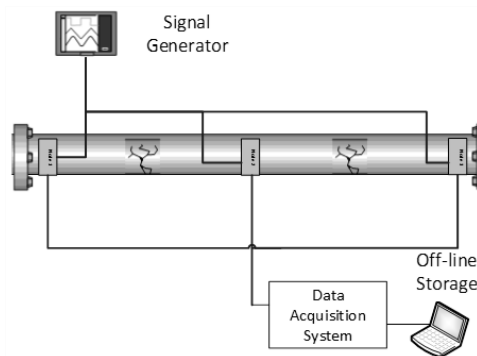 Signal
Generator
Off-line
Storage
Data
Acquisition
System